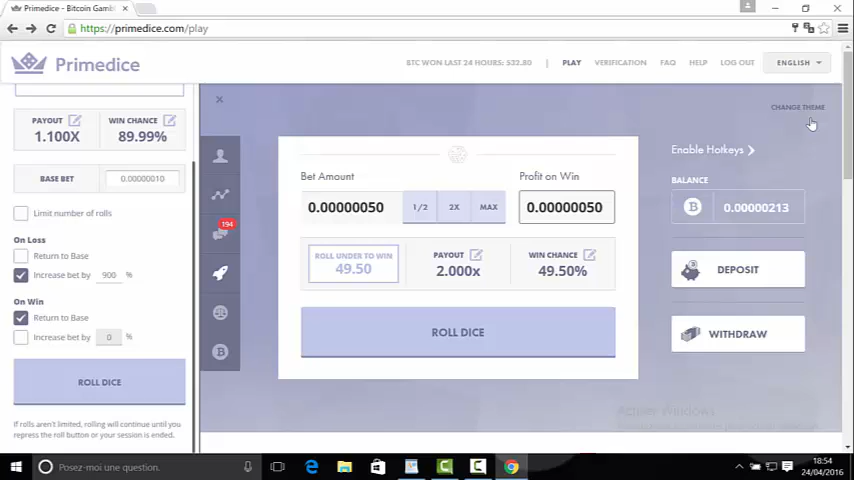 Primedice - Bitcoin Gamb
https://primedice.com/play
Primedice
BTC WON LAST 24 HOURS: 522.80
PLAY
VERIFICATION
FAQ
HELP
LOG OUT
ENGLISH
CHANGE THEME
PAYOUT
1.100X
WIN CHANCE
89.99%
BASE BET
0.00000010
Limit number of rolls
On Loss
Return to Base
Increase bet by 900 %
On Win
Return to Base
Increase bet by 0 %
ROLL DICE
If rolls aren't limited, rolling will continue until you
repress the roll button or your session is ended.
194
Bet Amount
0.00000050
1/2
2X
MAX
Profit on Win
0.00000050
ROLL UNDER TO WIN
49.50
PAYOUT
2.000x
WIN CHANCE
49.50%
ROLL DICE
Enable Hotkeys
BALANCE
0.00000213
DEPOSIT
WITHDRAW
Activer Windows
Posez-moi une question.
18:54
24/04/2016